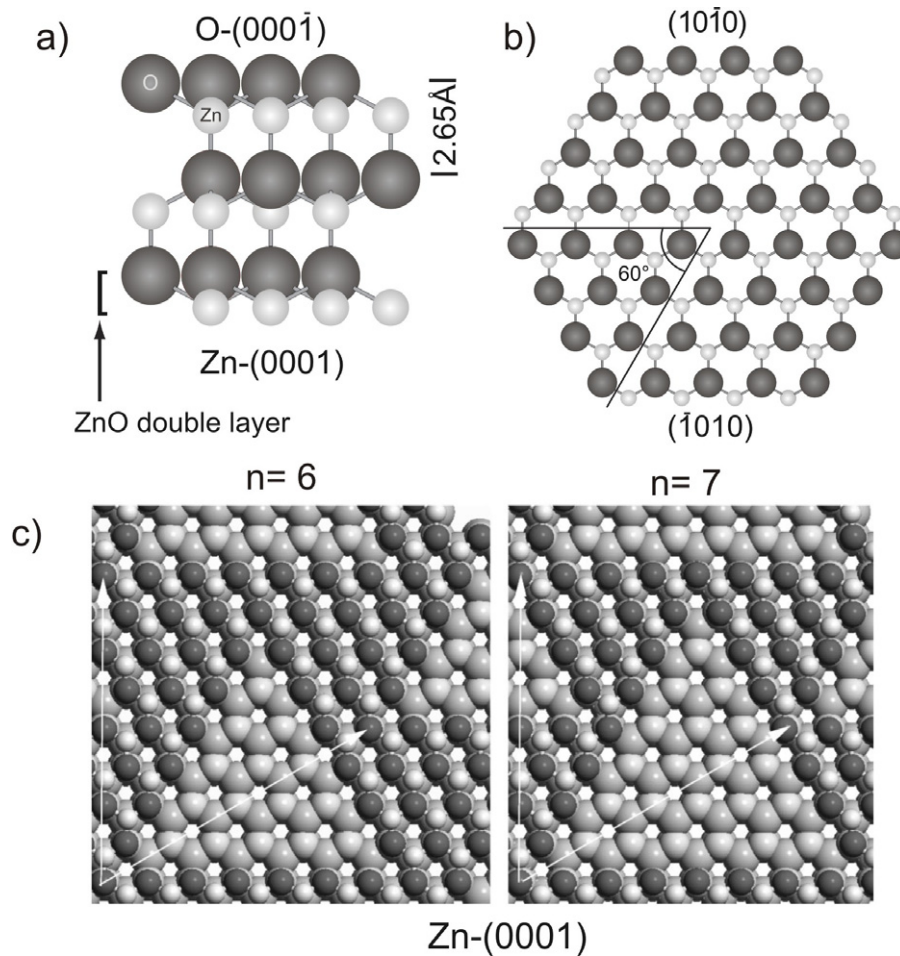 a)
O-(0001̄)
O
Zn
2.65Å
Zn-(0001)
ZnO double layer
b)
(101̄0)
60°
(1̄010)
n= 6
n= 7
c)
Zn-(0001)